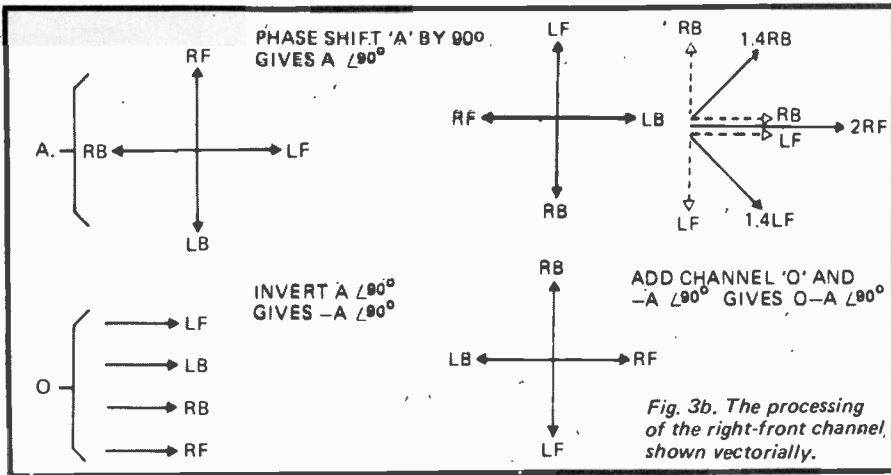 PHASE SHIFT 'A' BY 90°
GIVES A ∠90°
RF
A.
RB
LF
LB
LF
RF
LB
RB
RB
1.4RB
RB
LF
2RF
LF
1.4LF
INVERT A ∠90°
GIVES -A ∠90°
O
LF
LB
RB
RF
RB
LB
RF
LF
ADD CHANNEL 'O' AND
-A ∠90° GIVES O-A ∠90°
Fig. 3b. The processing
of the right-front channel
shown vectorially.